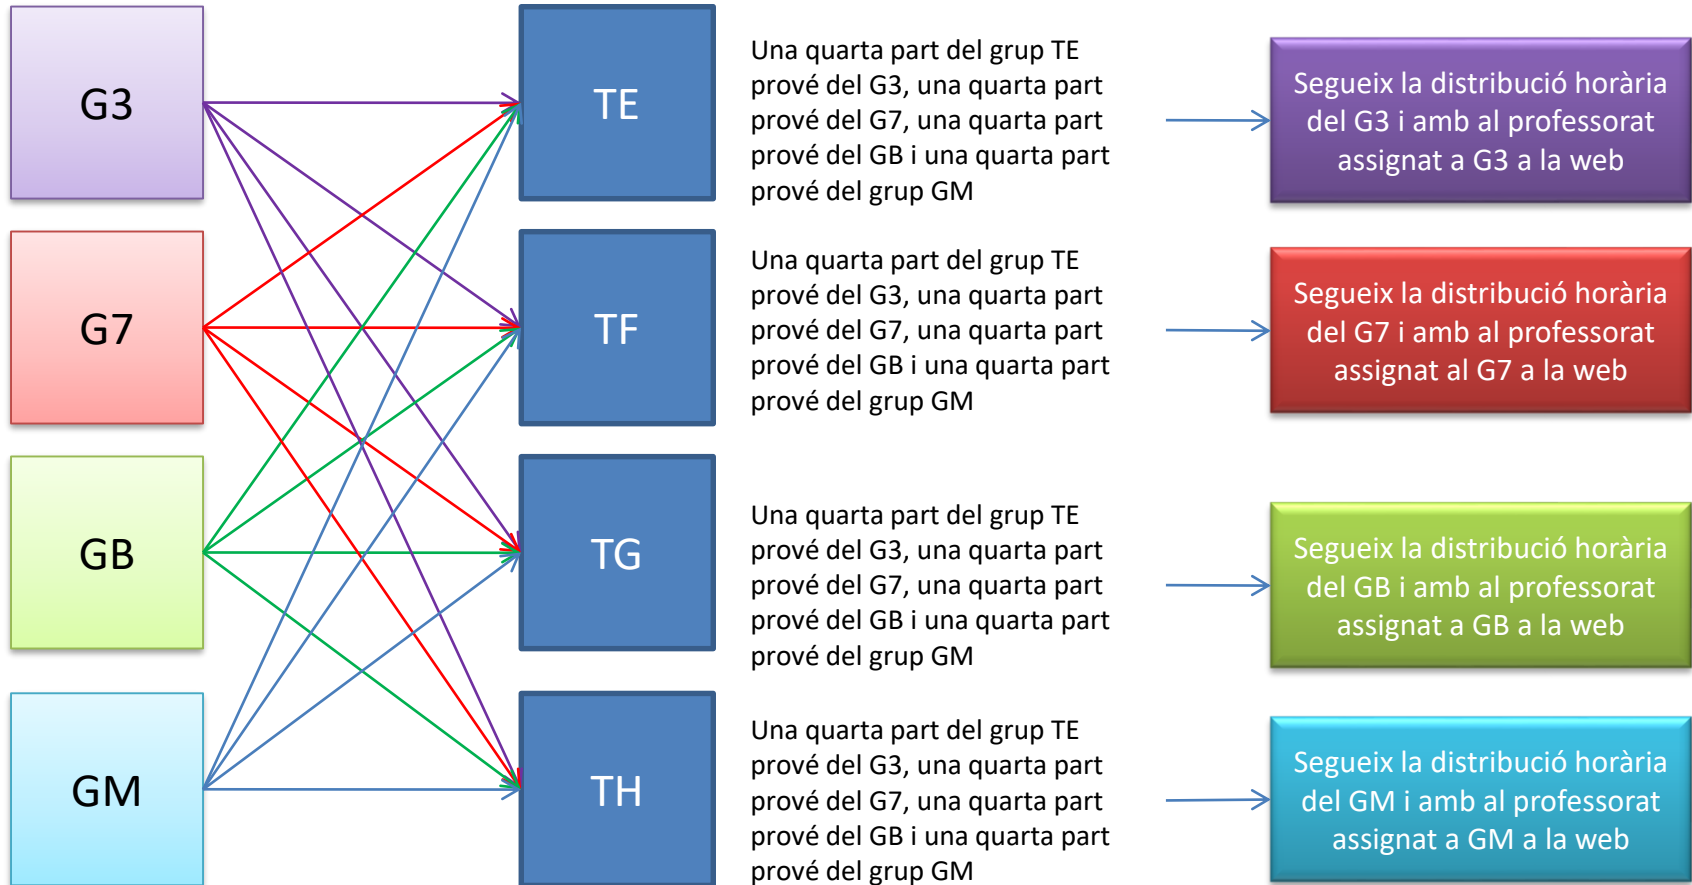 G3
TE
Una quarta part del grup TE
prové del G3, una quarta part
prové del G7, una quarta part
prové del GB i una quarta part
prové del grup GM
Segueix la distribució horària
del G3 i amb al professorat
assignat a G3 a la web
G7
TF
Una quarta part del grup TE
prové del G3, una quarta part
prové del G7, una quarta part
prové del GB i una quarta part
prové del grup GM
Segueix la distribució horària
del G7 i amb al professorat
assignat al G7 a la web
GB
TG
Una quarta part del grup TE
prové del G3, una quarta part
prové del G7, una quarta part
prové del GB i una quarta part
prové del grup GM
Segueix la distribució horària
del GB i amb al professorat
assignat a GB a la web
GM
TH
Una quarta part del grup TE
prové del G3, una quarta part
prové del G7, una quarta part
prové del GB i una quarta part
prové del grup GM
Segueix la distribució horària
del GM i amb al professorat
assignat a GM a la web